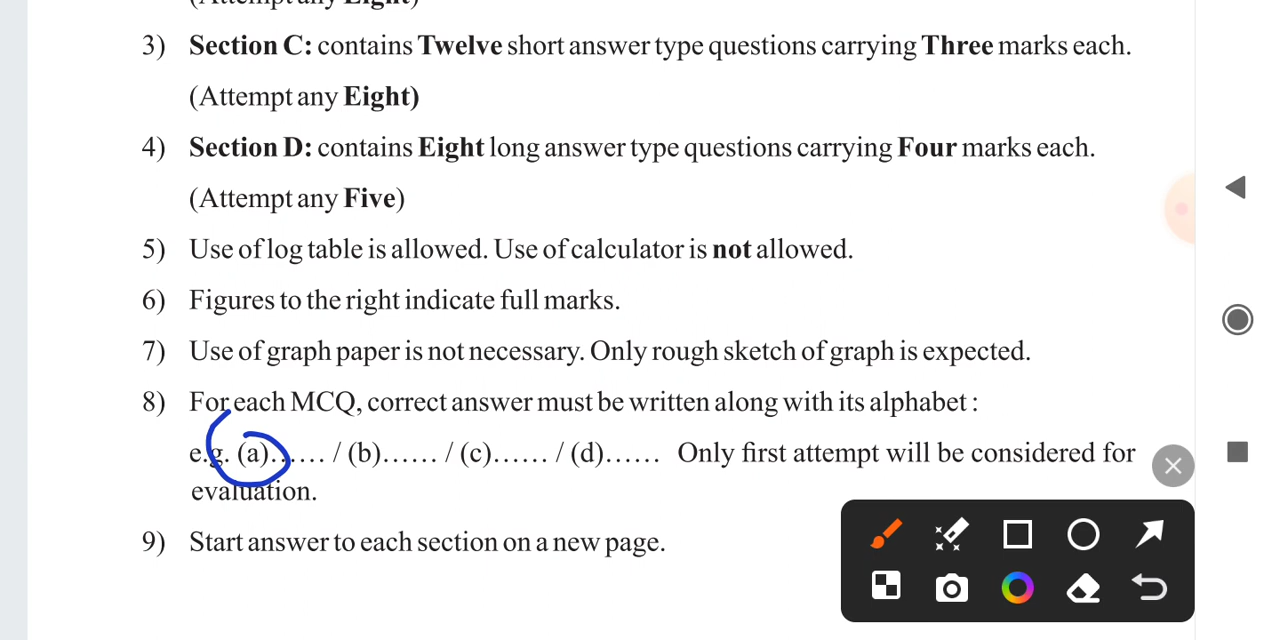 (Attempt any Eight)
3) Section C: contains Twelve short answer type questions carrying Three marks each.
(Attempt any Eight)
4) Section D: contains Eight long answer type questions carrying Four marks each.
(Attempt any Five)
5) Use of log table is allowed. Use of calculator is not allowed.
6) Figures to the right indicate full marks.
7) Use of graph paper is not necessary. Only rough sketch of graph is expected.
8) For each MCQ, correct answer must be written along with its alphabet :
e.g. (a)...... / (b)...... / (c)...... / (d)...... Only first attempt will be considered for
evaluation.
9) Start answer to each section on a new page.